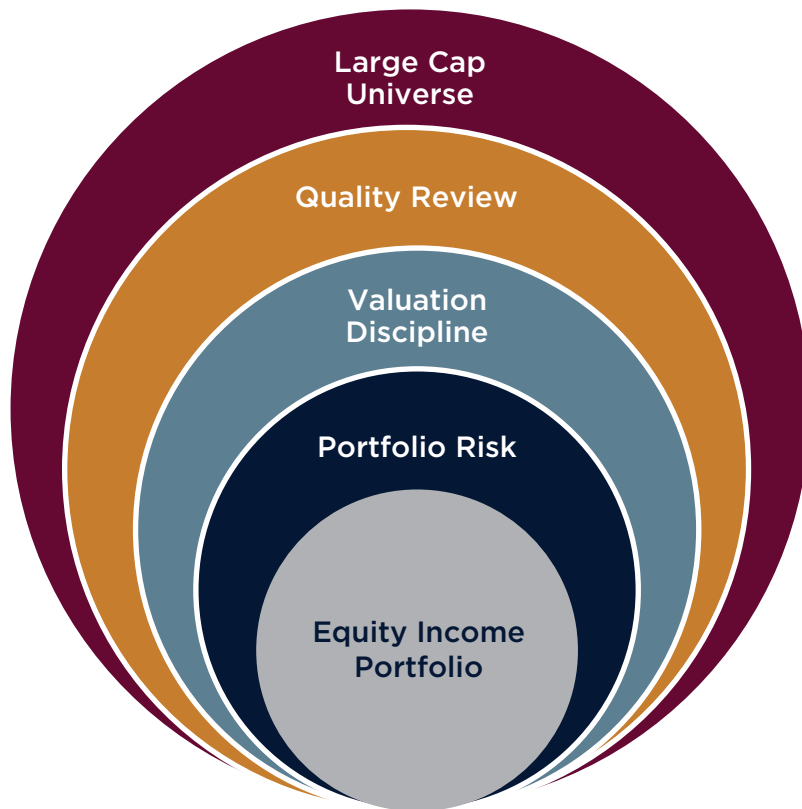 Large Cap
Universe
Quality Review
Valuation
Discipline
Portfolio Risk
Equity Income
Portfolio